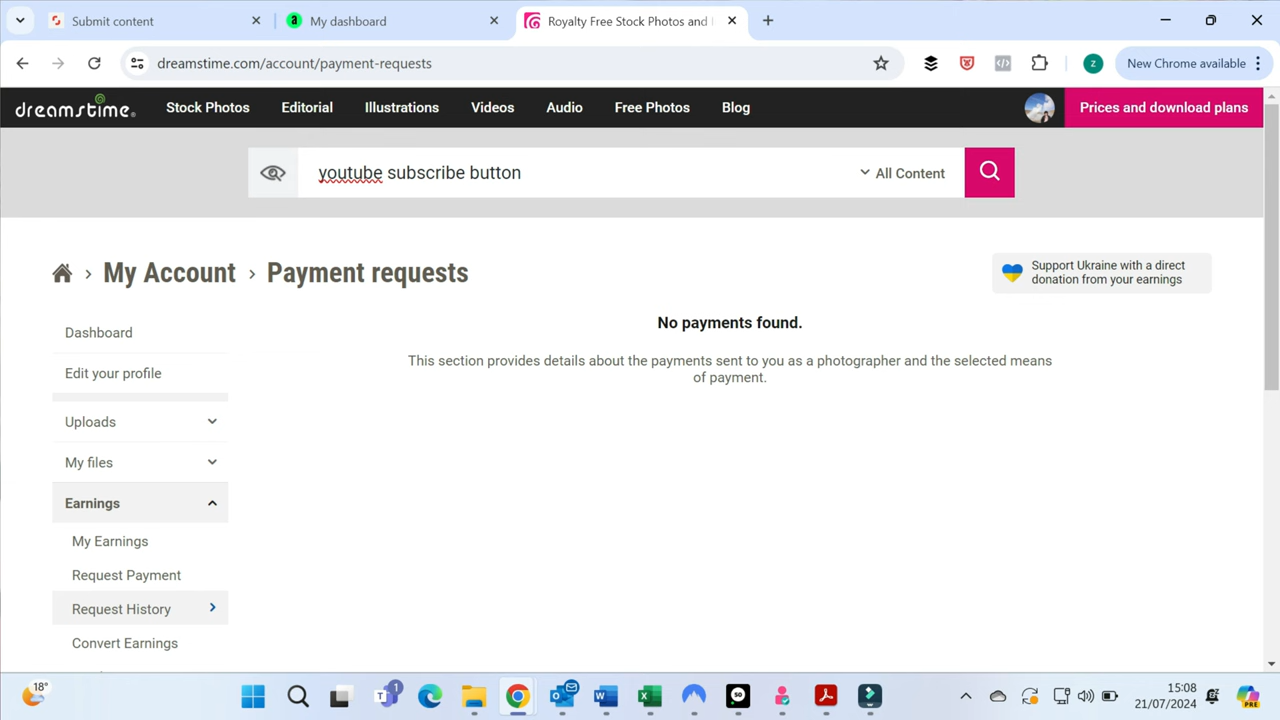 Submit content
My dashboard
Royalty Free Stock Photos and
dreamstime.com/account/payment-requests
z
New Chrome available
dreamstime.
Stock Photos
Editorial
Illustrations
Videos
Audio
Free Photos
Blog
Prices and download plans
youtube subscribe button
All Content
My Account
Payment requests
Support Ukraine with a direct
donation from your earnings
Dashboard
Edit your profile
Uploads
My files
Earnings
My Earnings
Request Payment
Request History
Convert Earnings
No payments found.
This section provides details about the payments sent to you as a photographer and the selected means
of payment.
18°
1
15:08
21/07/2024
PRE